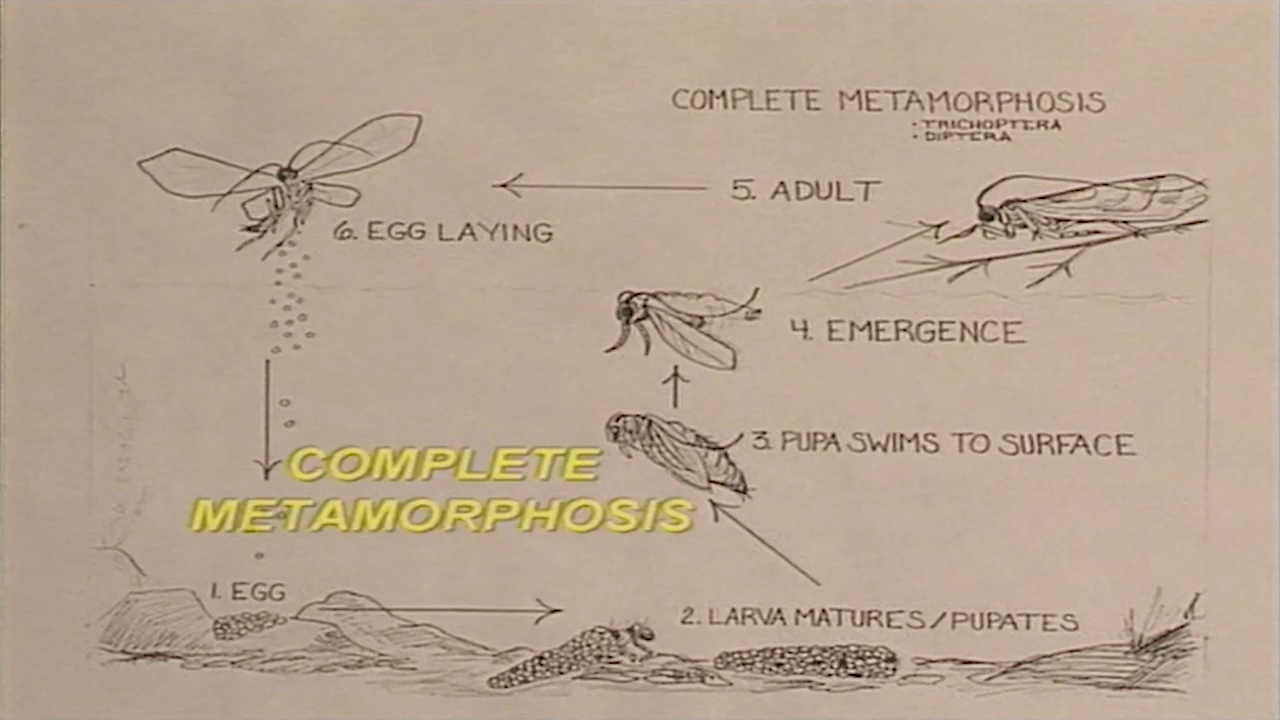 COMPLETE METAMORPHOSIS
• TRICHOPTERA
• DIPTERA
5. ADULT
6. EGG LAYING
4. EMERGENCE
3. PUPA SWIMS TO SURFACE
COMPLETE
METAMORPHOSIS
1. EGG
2. LARVA MATURES/PUPATES